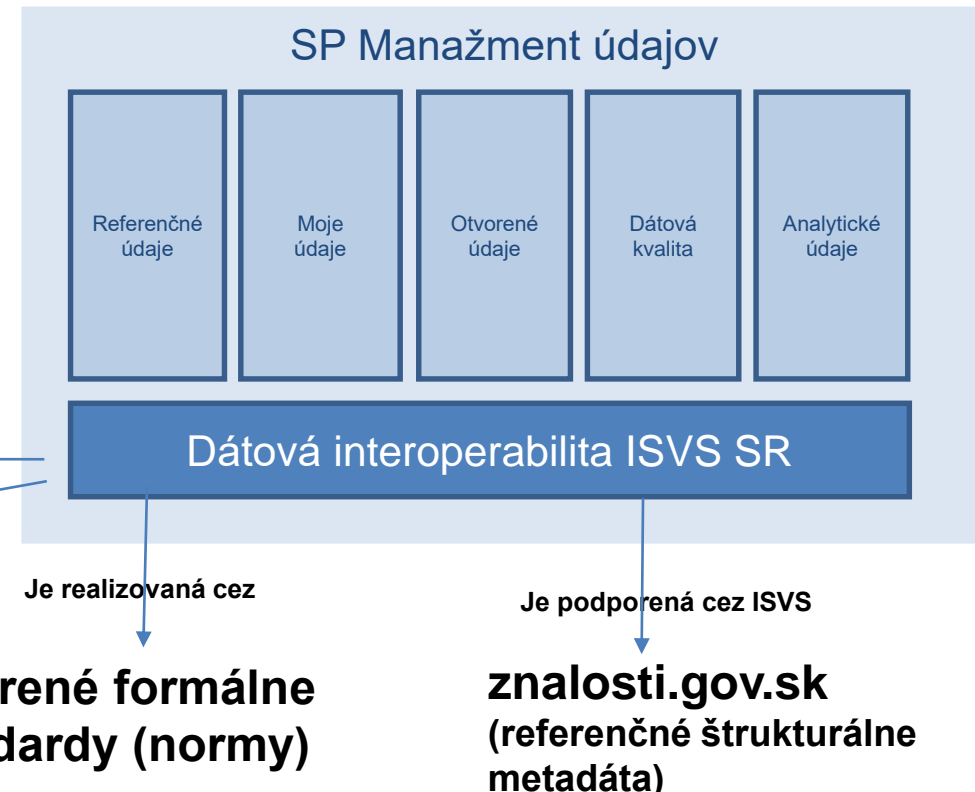 SP Manažment údajov
Referenčné
údaje
Moje
údaje
Otvorené
údaje
Dátová
kvalita
Analytické
údaje
Dátová interoperabilita ISVS SR
Je realizovaná cez
Je podporená cez ISVS
rené formálne
dardy (normy)
znalosti.gov.sk
(referenčné štrukturálne
metadáta)